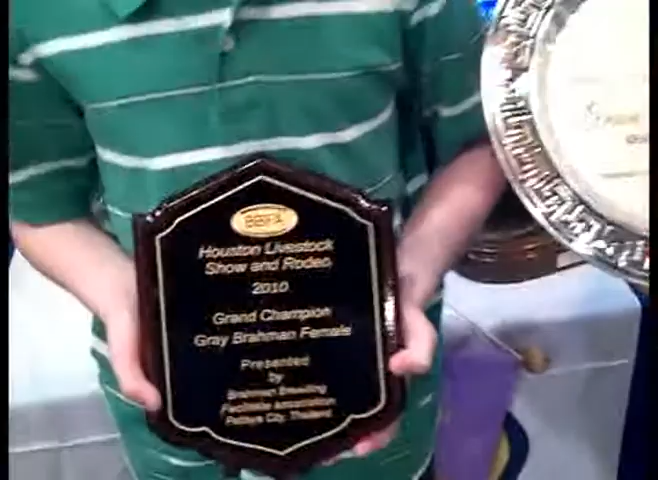 BBFA
Houston Livestock
Show and Rodeo
2010
Grand Champion
Gray Brahman Female
Presented
by
Brahman Breeding
Association
Pattaya City, Thailand